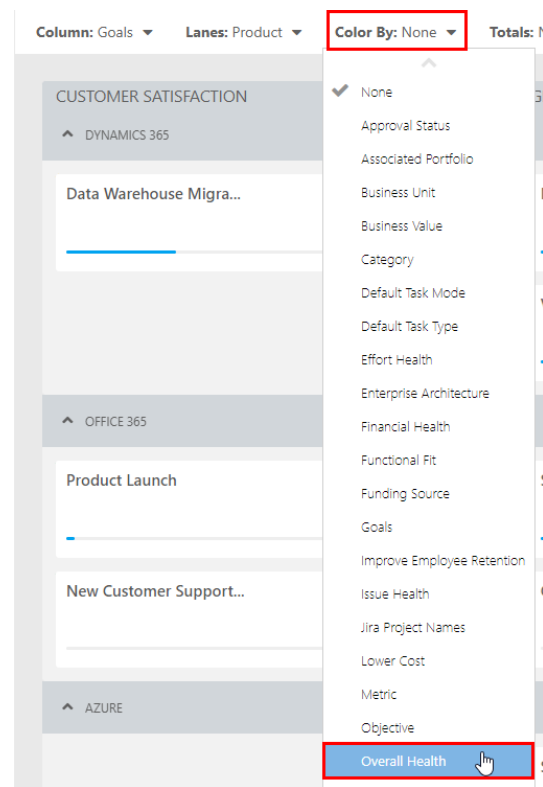 Column: Goals Lanes: Product Color By: None Totals:
CUSTOMER SATISFACTION
DYNAMICS 365
Data Warehouse Migra...
OFFICE 365
Product Launch
New Customer Support...
AZURE
None
Approval Status
Associated Portfolio
Business Unit
Business Value
Category
Default Task Mode
Default Task Type
Effort Health
Enterprise Architecture
Financial Health
Functional Fit
Funding Source
Goals
Improve Employee Retention
Issue Health
Jira Project Names
Lower Cost
Metric
Objective
Overall Health